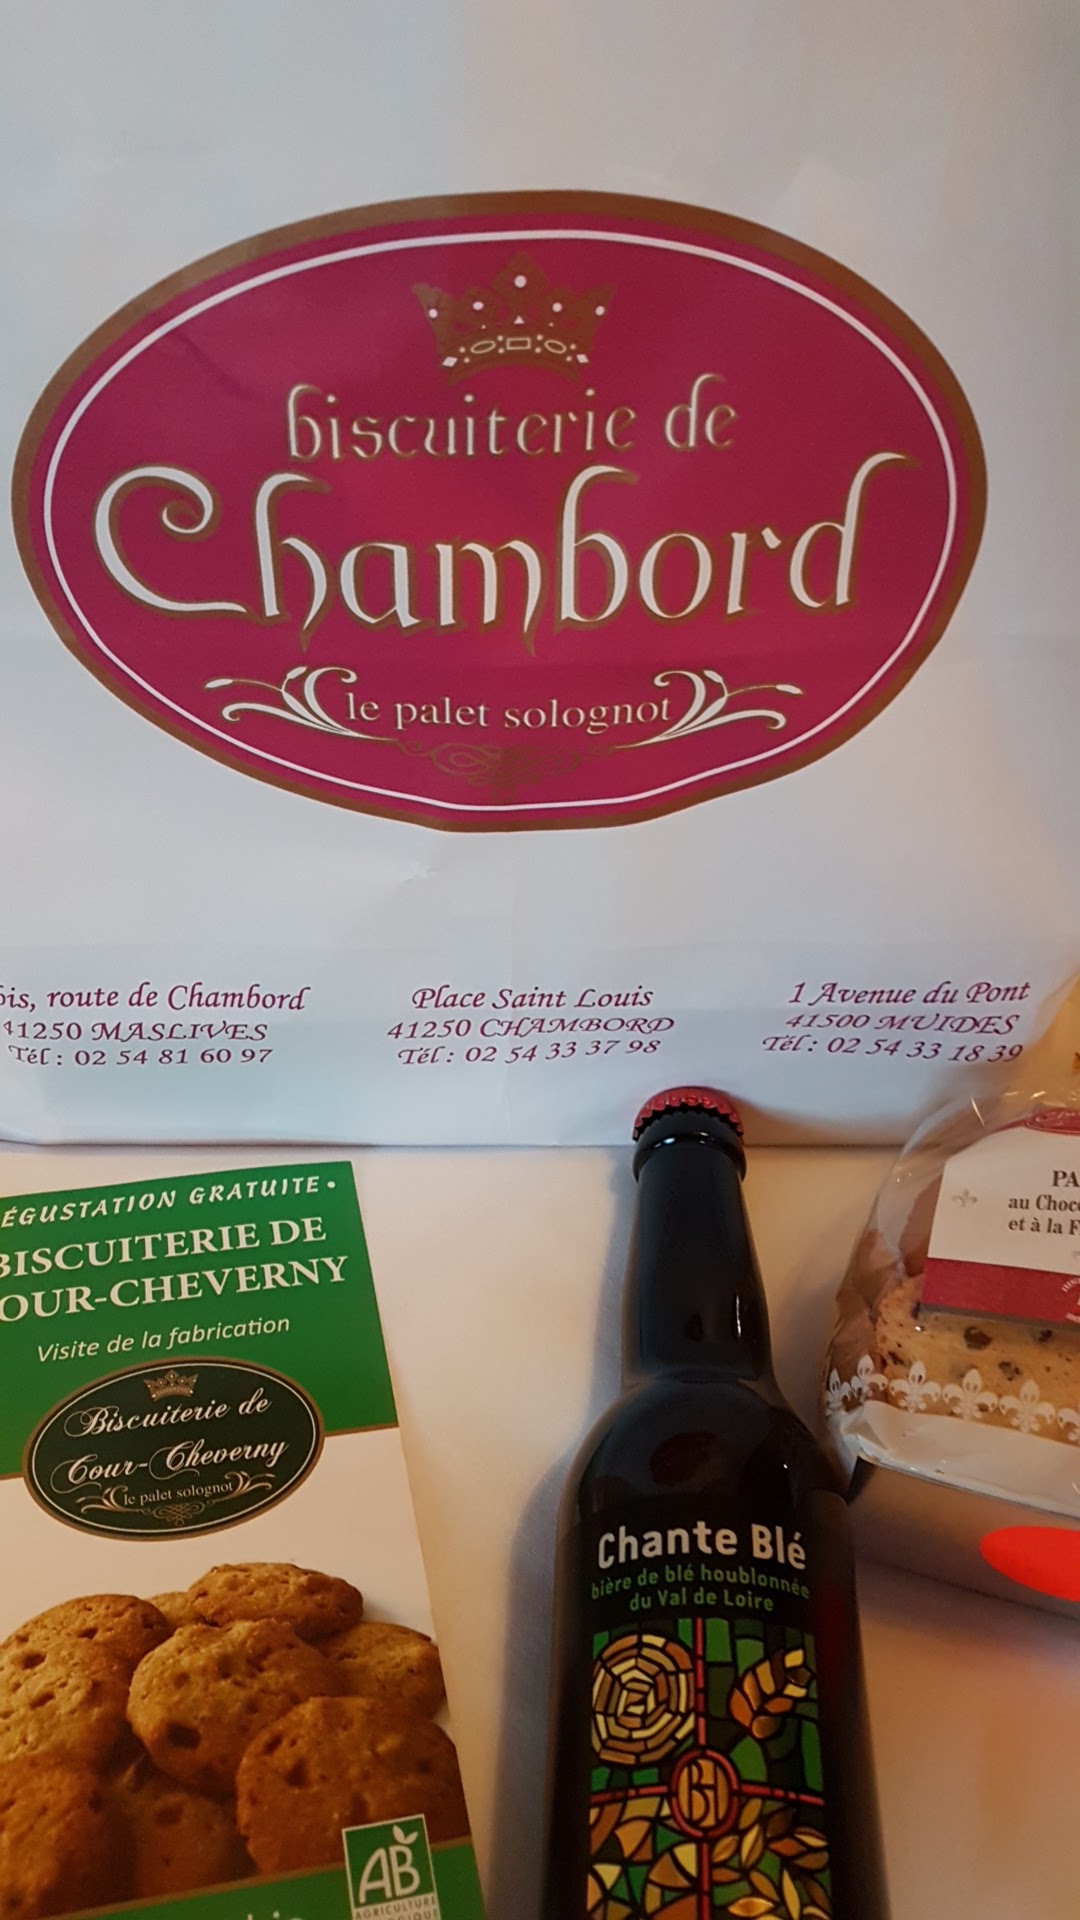 biscuiterie de
Chambord
le palet solognot
bis, route de Chambord
41250 MASLIVES
Tél : 02 54 81 60 97
Place Saint Louis
41250 CHAMBORD
Tél : 02 54 33 37 98
1 Avenue du Pont
41500 MUIDES
Tél : 02 54 33 18 39
ÉGUSTATION GRATUITE •
BISCUITERIE DE
OUR-CHEVERNY
Visite de la fabrication
Biscuiterie de
Cour-Cheverny
le palet solognot
AB
AGRICULTURE
Chante Blé
bière de blé houblonnée
du Val de Loire
BH
PA
au Choc
et à la F